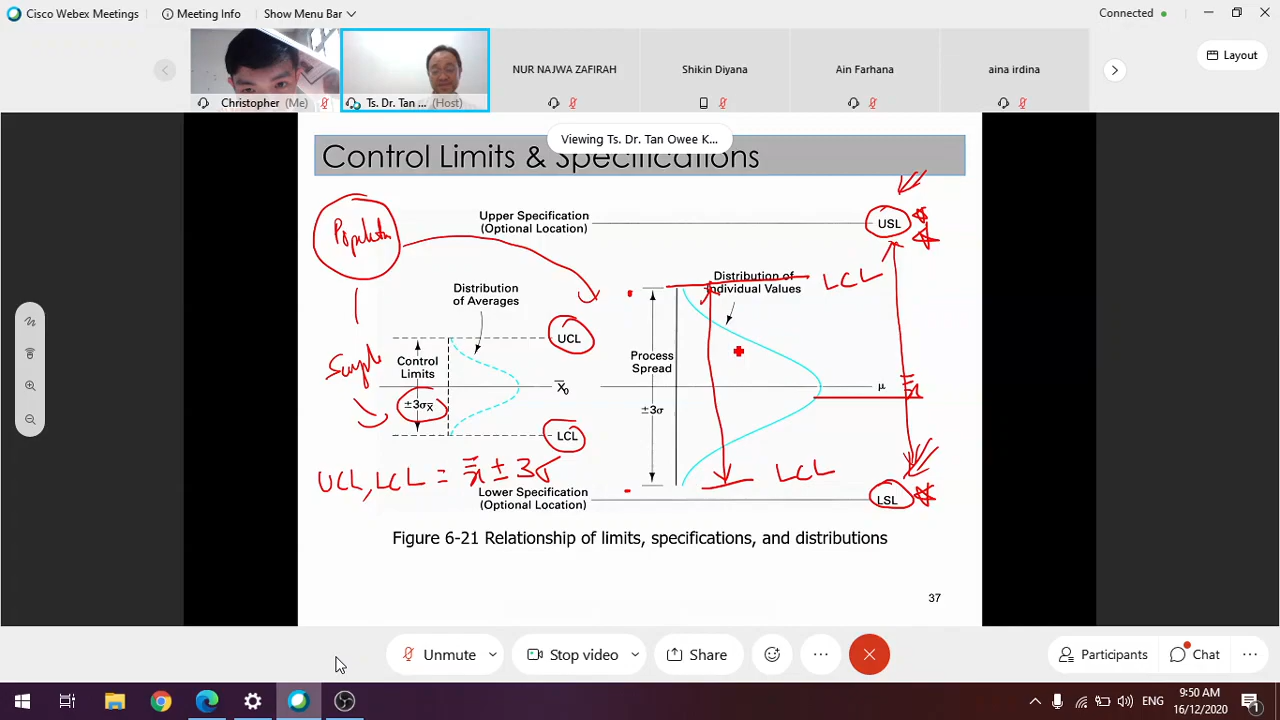 Cisco Webex Meetings
Meeting Info
Show Menu Bar
Connected
Christopher (Me)
Ts. Dr. Tan ... (Host)
NUR NAJWA ZAFIRAH
Shikin Diyana
Ain Farhana
aina irdina
Layout
Viewing Ts. Dr. Tan Owee K...
Control Limits & Specifications
Upper Specification
(Optional Location)
USL
Distribution
of Averages
Distribution of
Individual Values
LCL
UCL
Control
Limits
±3σx̅
X̅₀
LCL
Process
Spread
±3σ
μ
x̿
Sample
UCL, LCL = x̿ ± 3σ
LCL
Lower Specification
(Optional Location)
LSL
Figure 6-21 Relationship of limits, specifications, and distributions
37
Unmute
Stop video
Share
Participants
Chat
ENG
9:50 AM
16/12/2020
1